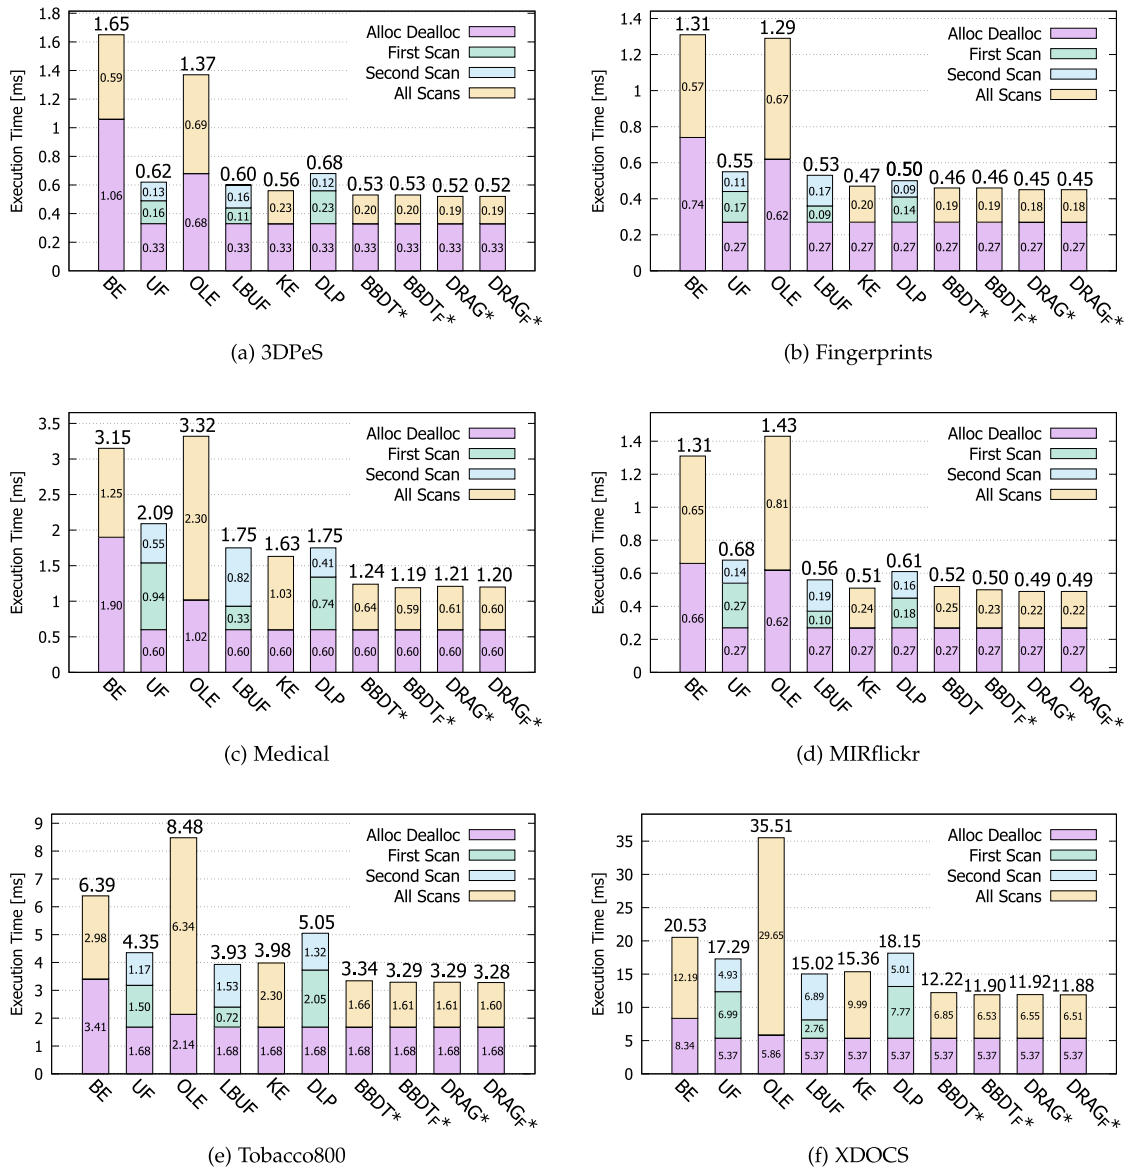 1.8
1.6
1.4
1.2
1
0.8
0.6
0.4
0.2
0
Execution Time [ms]
Alloc Dealloc
First Scan
Second Scan
All Scans
1.65
0.59
1.06
0.62
0.13
0.16
0.33
1.37
0.69
0.68
0.60
0.16
0.11
0.33
0.56
0.23
0.33
0.68
0.12
0.23
0.33
0.53
0.20
0.33
0.53
0.20
0.33
0.52
0.19
0.33
0.52
0.19
0.33
BE
UF
OLE
LBUF
KE
DLP
BBDT*
BBDTF*
DRAG*
DRAGF*
(a) 3DPeS
1.4
1.2
1
0.8
0.6
0.4
0.2
0
Execution Time [ms]
Alloc Dealloc
First Scan
Second Scan
All Scans
1.31
0.57
0.74
0.55
0.11
0.17
0.27
1.29
0.67
0.62
0.53
0.17
0.09
0.27
0.47
0.20
0.27
0.50
0.09
0.14
0.27
0.46
0.19
0.27
0.46
0.19
0.27
0.45
0.18
0.27
0.45
0.18
0.27
BE
UF
OLE
LBUF
KE
DLP
BBDT*
BBDTF*
DRAG*
DRAGF*
(b) Fingerprints
3.5
3
2.5
2
1.5
1
0.5
0
Execution Time [ms]
Alloc Dealloc
First Scan
Second Scan
All Scans
3.15
1.25
1.90
2.09
0.55
0.94
0.60
3.32
2.30
1.02
1.75
0.82
0.33
0.60
1.63
1.03
0.60
1.75
0.41
0.74
0.60
1.24
0.64
0.60
1.19
0.59
0.60
1.21
0.61
0.60
1.20
0.60
0.60
BE
UF
OLE
LBUF
KE
DLP
BBDT*
BBDTF*
DRAG*
DRAGF*
(c) Medical
1.4
1.2
1
0.8
0.6
0.4
0.2
0
Execution Time [ms]
Alloc Dealloc
First Scan
Second Scan
All Scans
1.31
0.65
0.66
0.68
0.14
0.27
0.27
1.43
0.81
0.62
0.56
0.19
0.10
0.27
0.51
0.24
0.27
0.61
0.16
0.18
0.27
0.52
0.25
0.27
0.50
0.23
0.27
0.49
0.22
0.27
0.49
0.22
0.27
BE
UF
OLE
LBUF
KE
DLP
BBDT
BBDTF*
DRAG*
DRAGF*
(d) MIRflickr
9
8
7
6
5
4
3
2
1
0
Execution Time [ms]
Alloc Dealloc
First Scan
Second Scan
All Scans
6.39
2.98
3.41
4.35
1.17
1.50
1.68
8.48
6.34
2.14
3.93
1.53
0.72
1.68
3.98
2.30
1.68
5.05
1.32
2.05
1.68
3.34
1.66
1.68
3.29
1.61
1.68
3.29
1.61
1.68
3.28
1.60
1.68
BE
UF
OLE
LBUF
KE
DLP
BBDT*
BBDTF*
DRAG*
DRAGF*
(e) Tobacco800
35
30
25
20
15
10
5
0
Execution Time [ms]
Alloc Dealloc
First Scan
Second Scan
All Scans
20.53
12.19
8.34
17.29
4.93
6.99
5.37
35.51
29.65
5.86
15.02
6.89
2.76
5.37
15.36
9.99
5.37
18.15
5.01
7.77
5.37
12.22
6.85
5.37
11.90
6.53
5.37
11.92
6.55
5.37
11.88
6.51
5.37
BE
UF
OLE
LBUF
KE
DLP
BBDT*
BBDTF*
DRAG*
DRAGF*
(f) XDOCS